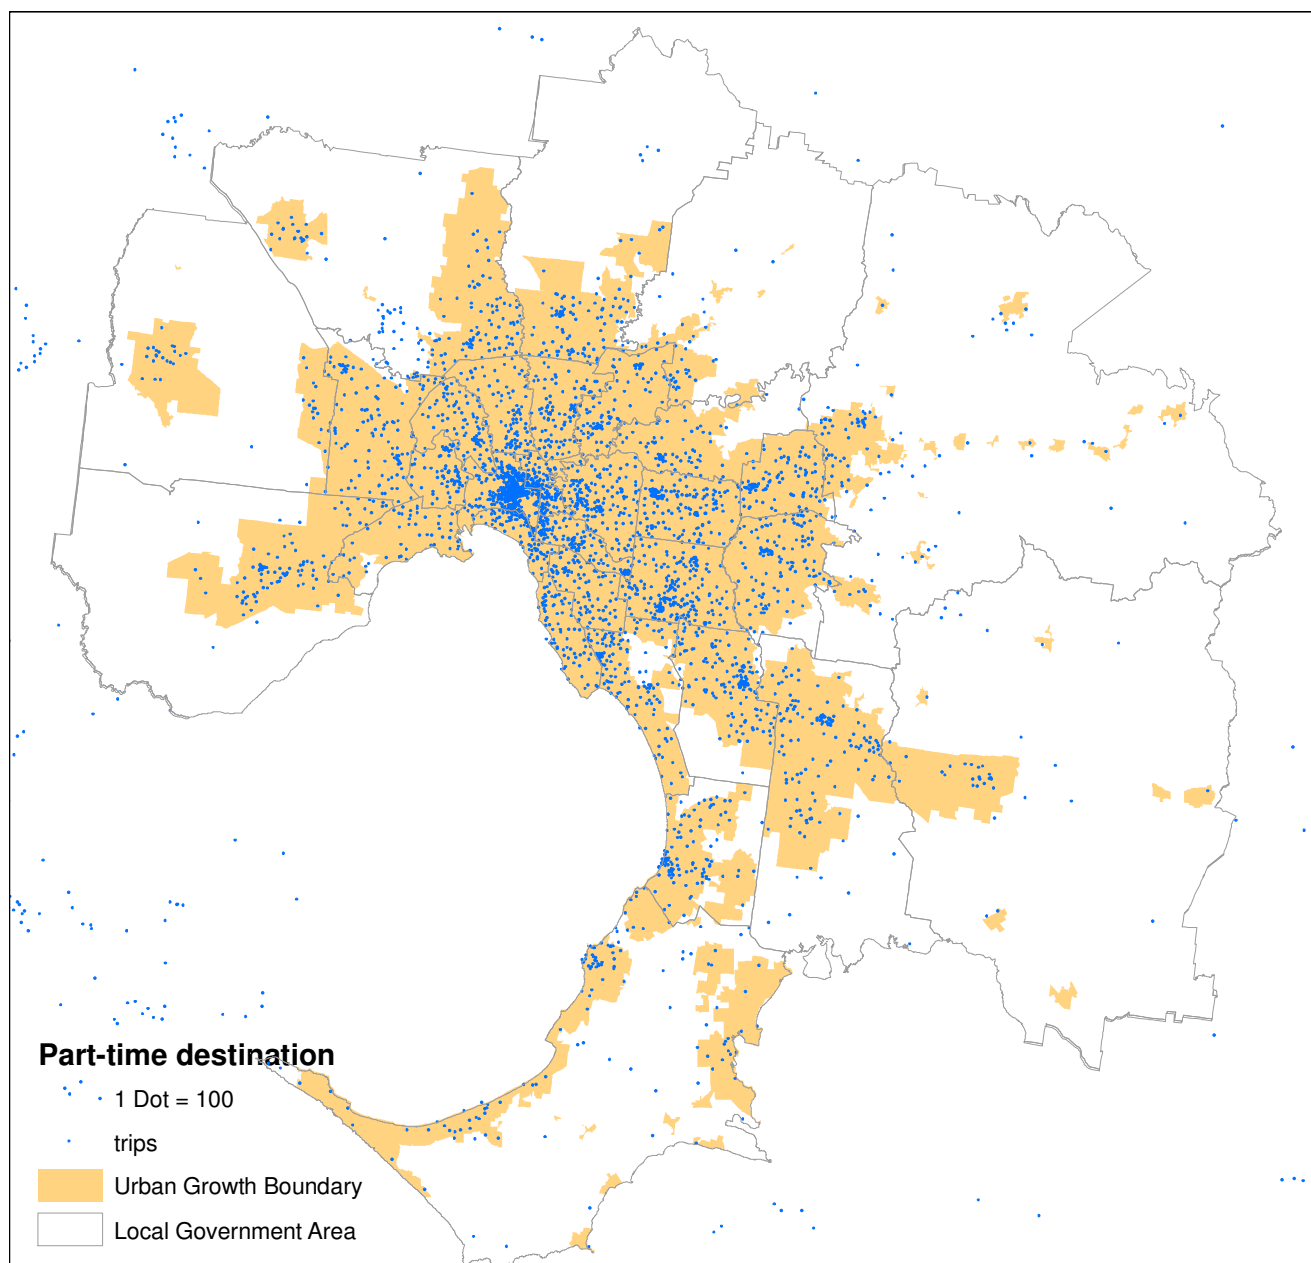 Part-time destination
1 Dot = 100
trips
Urban Growth Boundary
Local Government Area